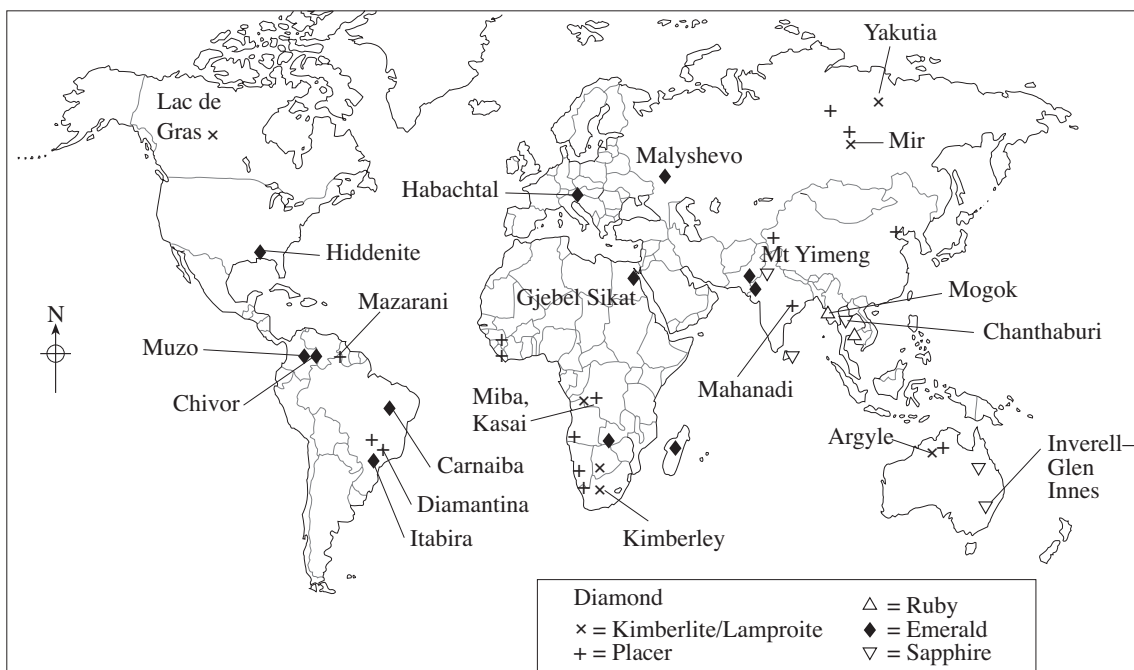 Yakutia
Lac de
Gras
Mir
Malyshevo
Habachtal
Hiddenite
Mt Yimeng
Gjebel Sikat
Mogok
Mazarani
N
Chanthaburi
Muzo
Mahanadi
Chivor
Miba,
Kasai
Argyle
Inverell–
Glen
Innes
Carnaiba
Diamantina
Itabira
Kimberley
Diamond
× = Kimberlite/Lamproite
+ = Placer
△ = Ruby
♦ = Emerald
▽ = Sapphire